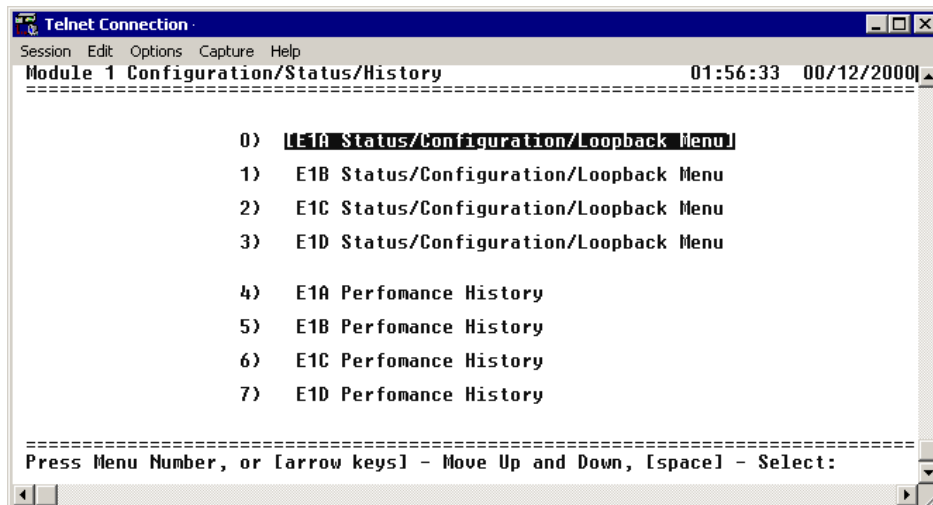 Telnet Connection -
Session Edit Options Capture Help
Module 1 Configuration/Status/History 01:56:33 00/12/2000
================================================================================
0) [E1A Status/Configuration/Loopback Menu]
1) E1B Status/Configuration/Loopback Menu
2) E1C Status/Configuration/Loopback Menu
3) E1D Status/Configuration/Loopback Menu
4) E1A Perfomance History
5) E1B Perfomance History
6) E1C Perfomance History
7) E1D Perfomance History
================================================================================
Press Menu Number, or [arrow keys] - Move Up and Down, [space] - Select: